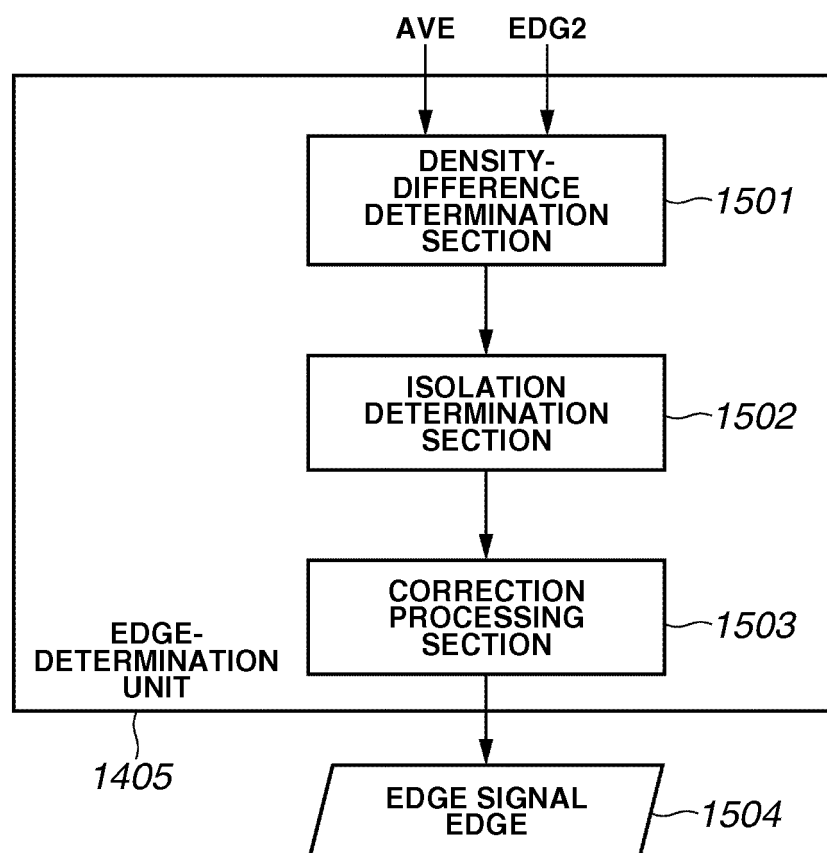 AVE EDG2
DENSITY-
DIFFERENCE
DETERMINATION
SECTION
1501
ISOLATION
DETERMINATION
SECTION
1502
CORRECTION
PROCESSING
SECTION
1503
EDGE-
DETERMINATION
UNIT
1405
EDGE SIGNAL
EDGE
1504